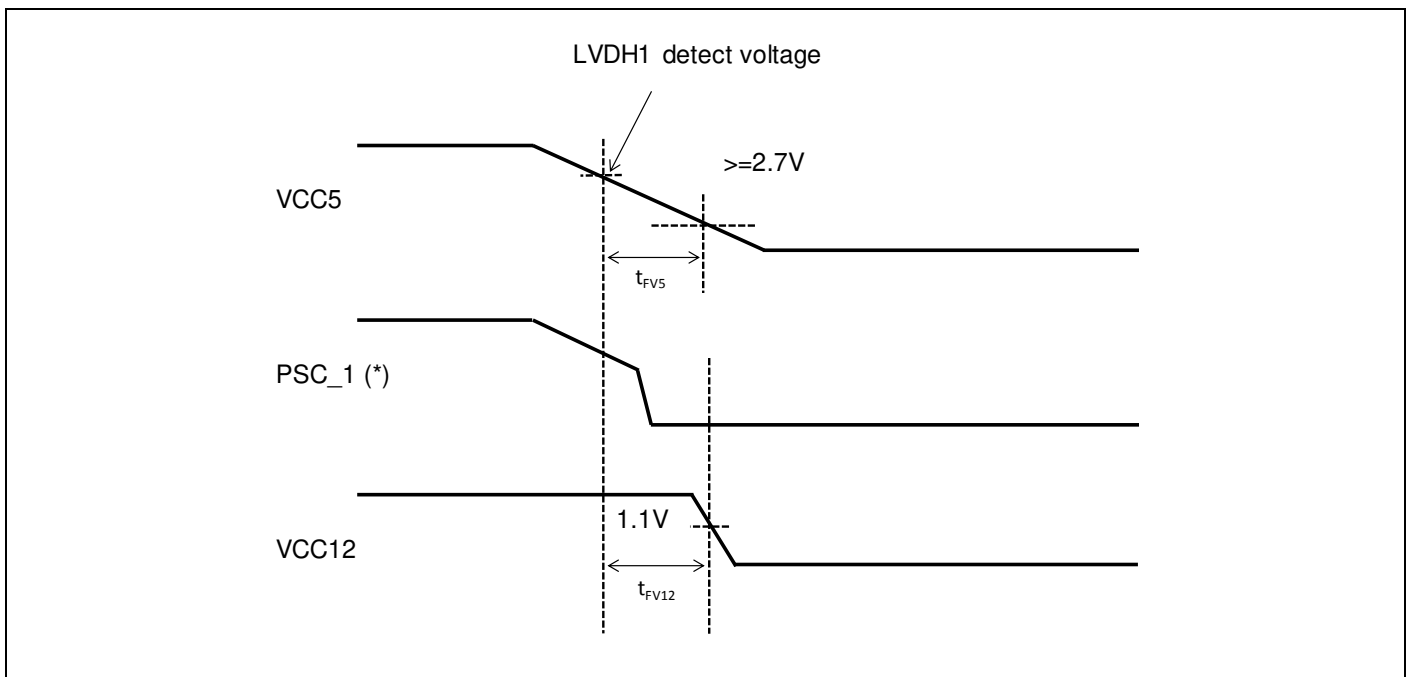 LVDH1 detect voltage
>=2.7V
VCC5
tFV5
PSC_1 (*)
1.1V
VCC12
tFV12